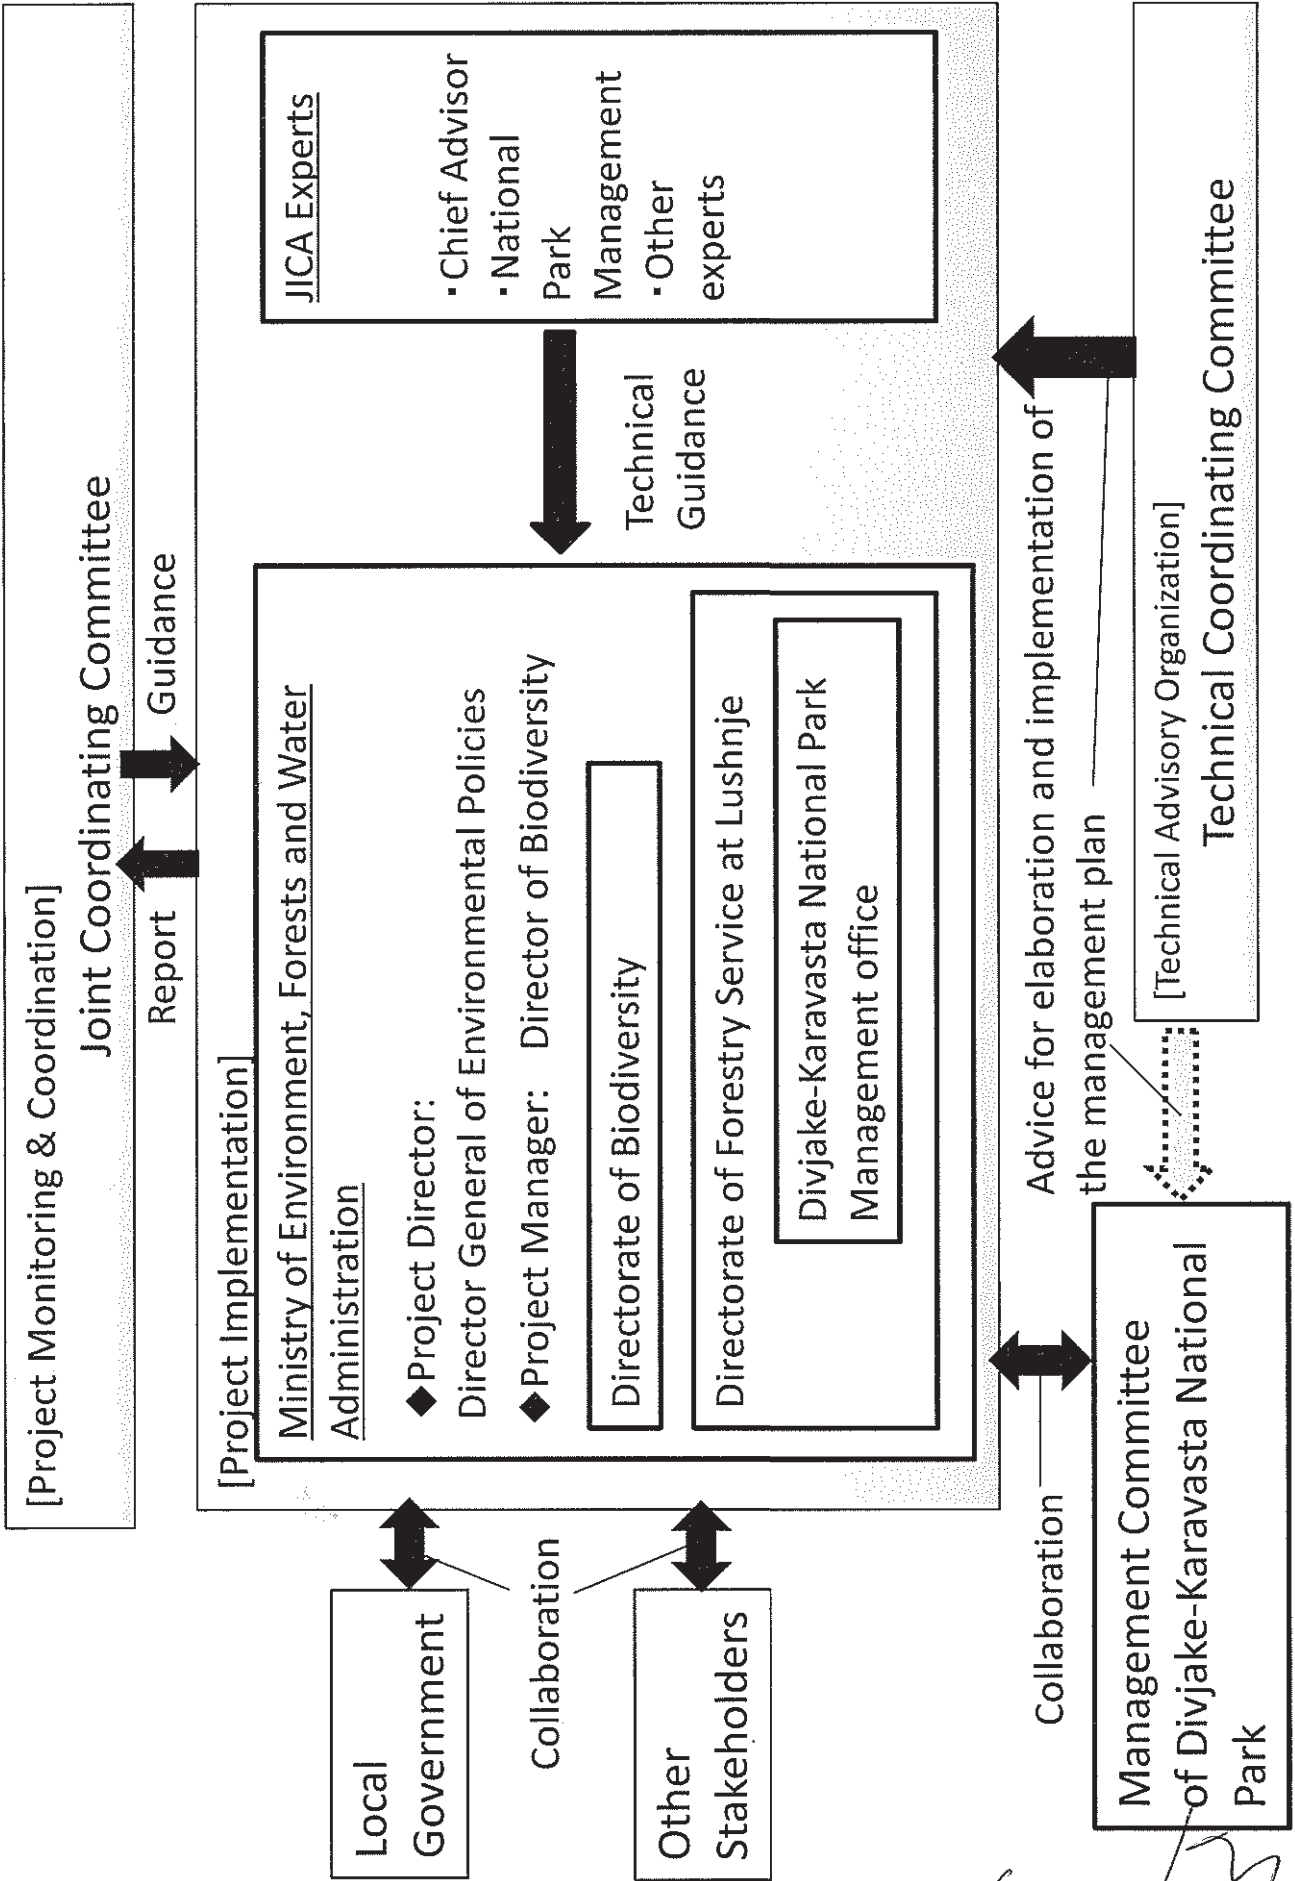 [Project Monitoring & Coordination]
Joint Coordinating Committee
Report
Guidance
[Project Implementation]
Ministry of Environment, Forests and Water
Administration
◆Project Director:
Director General of Environmental Policies
◆Project Manager: Director of Biodiversity
Directorate of Biodiversity
Directorate of Forestry Service at Lushnje
Divjake-Karavasta National Park
Management office
Technical
Guidance
JICA Experts
・Chief Advisor
・National
Park
Management
・Other
experts
Local
Government
Collaboration
Other
Stakeholders
Collaboration
Management Committee
of Divjake-Karavasta National
Park
Advice for elaboration and implementation of
the management plan
[Technical Advisory Organization]
Technical Coordinating Committee